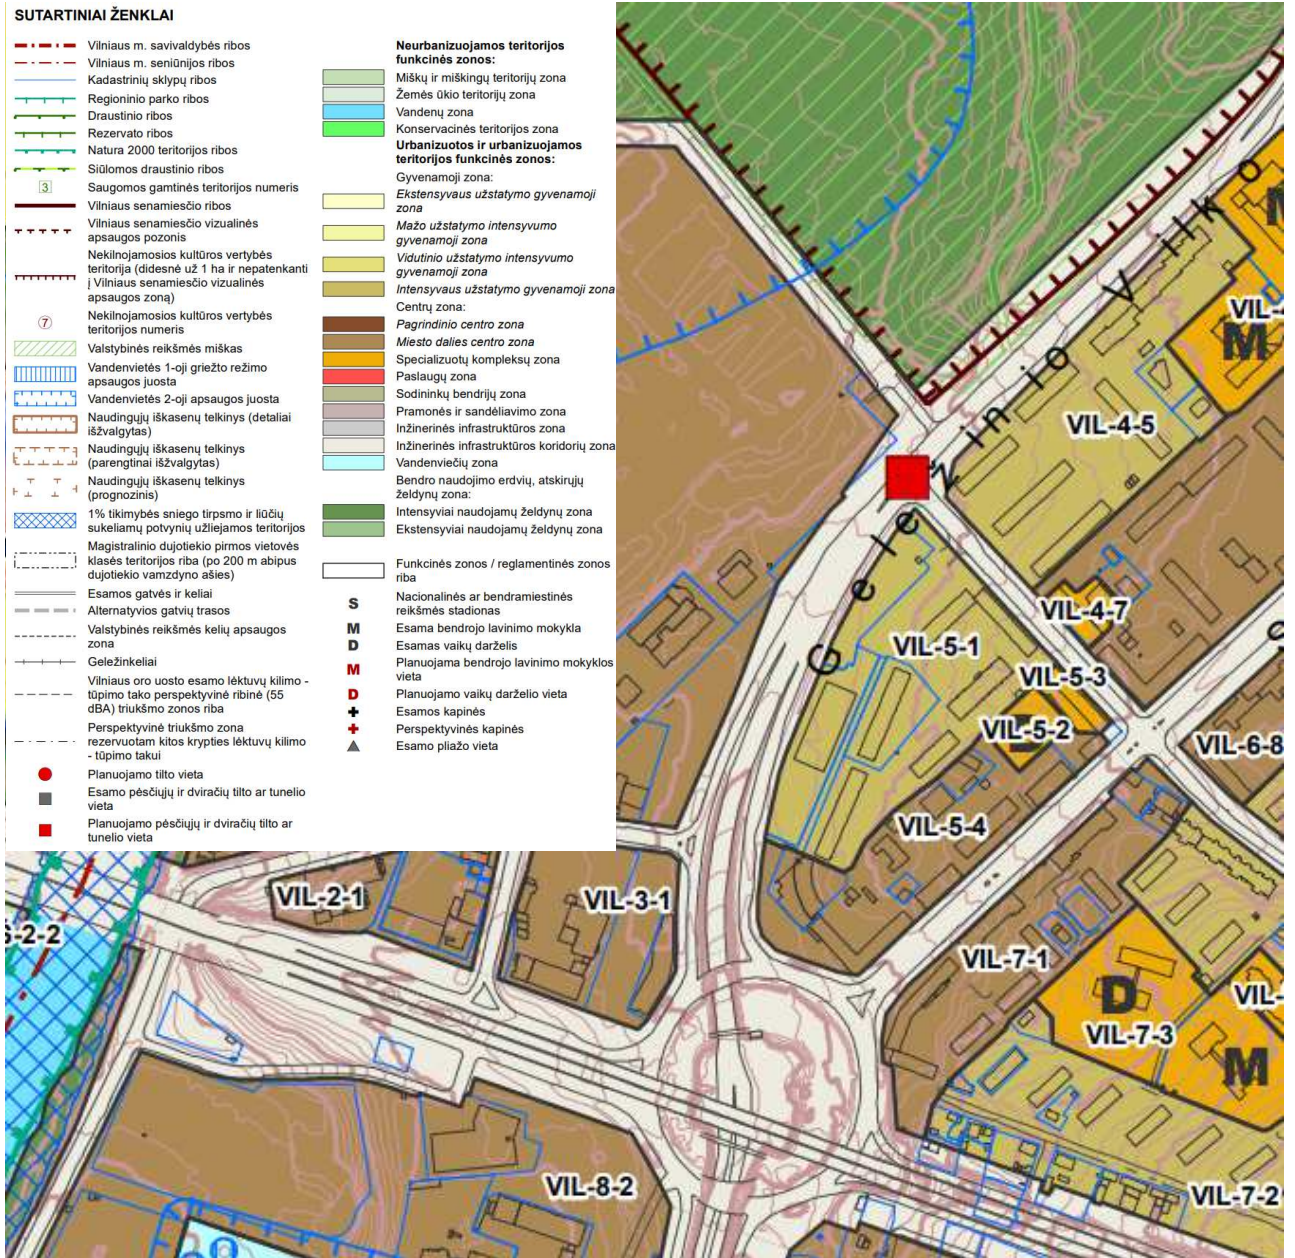 SUTARTINIAI ŽENKLAI
Vilniaus m. savivaldybės ribos
Vilniaus m. seniūnijos ribos
Kadastrinių sklypų ribos
Regioninio parko ribos
Draustinio ribos
Rezervato ribos
Natura 2000 teritorijos ribos
Siūlomos draustinio ribos
3
Saugomos gamtinės teritorijos numeris
Vilniaus senamiesčio ribos
Vilniaus senamiesčio vizualinės
apsaugos pozonis
Nekilnojamosios kultūros vertybės
teritorija (didesnė už 1 ha ir nepatenkanti
į Vilniaus senamiesčio vizualinės
apsaugos zoną)
7
Nekilnojamosios kultūros vertybės
teritorijos numeris
Valstybinės reikšmės miškas
Vandenvietės 1-oji griežto režimo
apsaugos juosta
Vandenvietės 2-oji apsaugos juosta
Naudingųjų iškasenų telkinys (detaliai
išžvalgytas)
Naudingųjų iškasenų telkinys
(parengtinai išžvalgytas)
Naudingųjų iškasenų telkinys
(prognozinis)
1% tikimybės sniego tirpsmo ir liūčių
sukeliamų potvynių užliejamos teritorijos
Magistralinio dujotiekio pirmos vietovės
klasės teritorijos riba (po 200 m abipus
dujotiekio vamzdyno ašies)
Esamos gatvės ir keliai
Alternatyvios gatvių trasos
Valstybinės reikšmės kelių apsaugos
zona
Geležinkeliai
Vilniaus oro uosto esamo lėktuvų kilimo -
tūpimo tako perspektyvinė ribinė (55
dBA) triukšmo zonos riba
Perspektyvinė triukšmo zona
rezervuotam kitos krypties lėktuvų kilimo
- tūpimo takui
Planuojamo tilto vieta
Esamo pėsčiųjų ir dviračių tilto ar tunelio
vieta
Planuojamo pėsčiųjų ir dviračių tilto ar
tunelio vieta
Neurbanizuojamos teritorijos
funkcinės zonos:
Miškų ir miškingų teritorijų zona
Žemės ūkio teritorijų zona
Vandenų zona
Konservacinės teritorijos zona
Urbanizuotos ir urbanizuojamos
teritorijos funkcinės zonos:
Gyvenamoji zona:
Ekstensyvaus užstatymo gyvenamoji
zona
Mažo užstatymo intensyvumo
gyvenamoji zona
Vidutinio užstatymo intensyvumo
gyvenamoji zona
Intensyvaus užstatymo gyvenamoji zona
Centrų zona:
Pagrindinio centro zona
Miesto dalies centro zona
Specializuotų kompleksų zona
Paslaugų zona
Sodininkų bendrijų zona
Pramonės ir sandėliavimo zona
Inžinerinės infrastruktūros zona
Inžinerinės infrastruktūros koridorių zona
Vandenviečių zona
Bendro naudojimo erdvių, atskirųjų
želdynų zona:
Intensyviai naudojamų želdynų zona
Ekstensyviai naudojamų želdynų zona
Funkcinės zonos / reglamentinės zonos
riba
S
Nacionalinės ar bendramiestinės
reikšmės stadionas
M
Esama bendrojo lavinimo mokykla
D
Esamas vaikų darželis
M
Planuojama bendrojo lavinimo mokyklos
vieta
D
Planuojamo vaikų darželio vieta
Esamos kapinės
Perspektyvinės kapinės
Esamo pliažo vieta
Geležinio Vilko
M
VIL-4
M
VIL-4-5
VIL-4-7
VIL-5-1
VIL-5-3
VIL-5-2
VIL-6-8
VIL-5-4
VIL-2-1
VIL-3-1
-2-2
VIL-7-1
D
VIL-
VIL-7-3
M
VIL-8-2
VIL-7-2